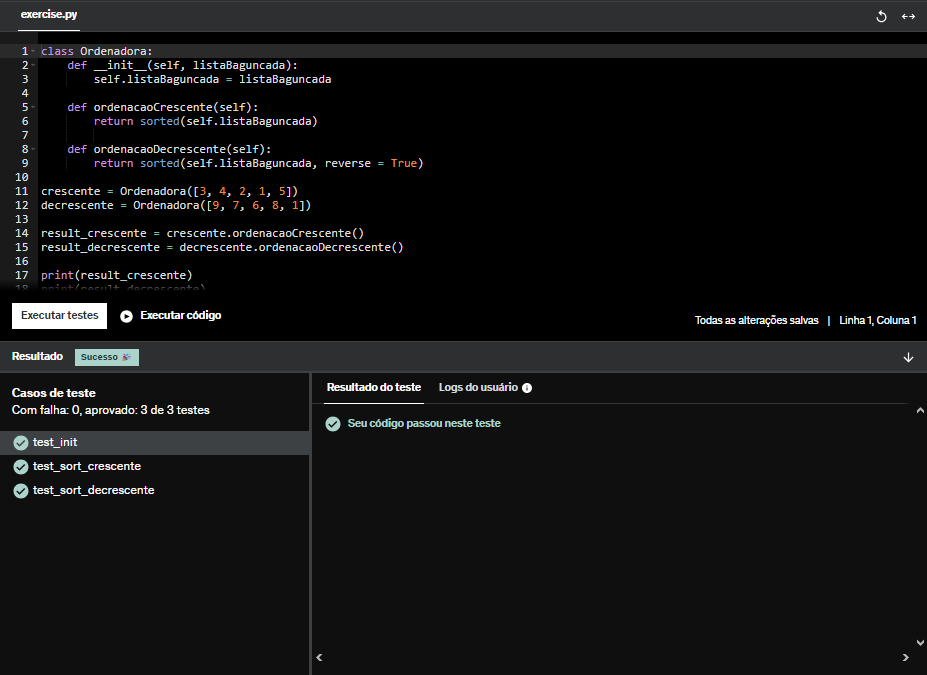 exercise.py
1 class Ordenadora:
2     def __init__(self, listaBaguncada):
3         self.listaBaguncada = listaBaguncada
4
5     def ordenacaoCrescente(self):
6         return sorted(self.listaBaguncada)
7
8     def ordenacaoDecrescente(self):
9         return sorted(self.listaBaguncada, reverse = True)
10
11 crescente = Ordenadora([3, 4, 2, 1, 5])
12 decrescente = Ordenadora([9, 7, 6, 8, 1])
13
14 result_crescente = crescente.ordenacaoCrescente()
15 result_decrescente = decrescente.ordenacaoDecrescente()
16
17 print(result_crescente)
18 print(result_decrescente)
Executar testes Executar código Todas as alterações salvas | Linha 1, Coluna 1
Resultado Sucesso
Casos de teste
Com falha: 0, aprovado: 3 de 3 testes
test_init
test_sort_crescente
test_sort_decrescente
Resultado do teste Logs do usuário
Seu código passou neste teste